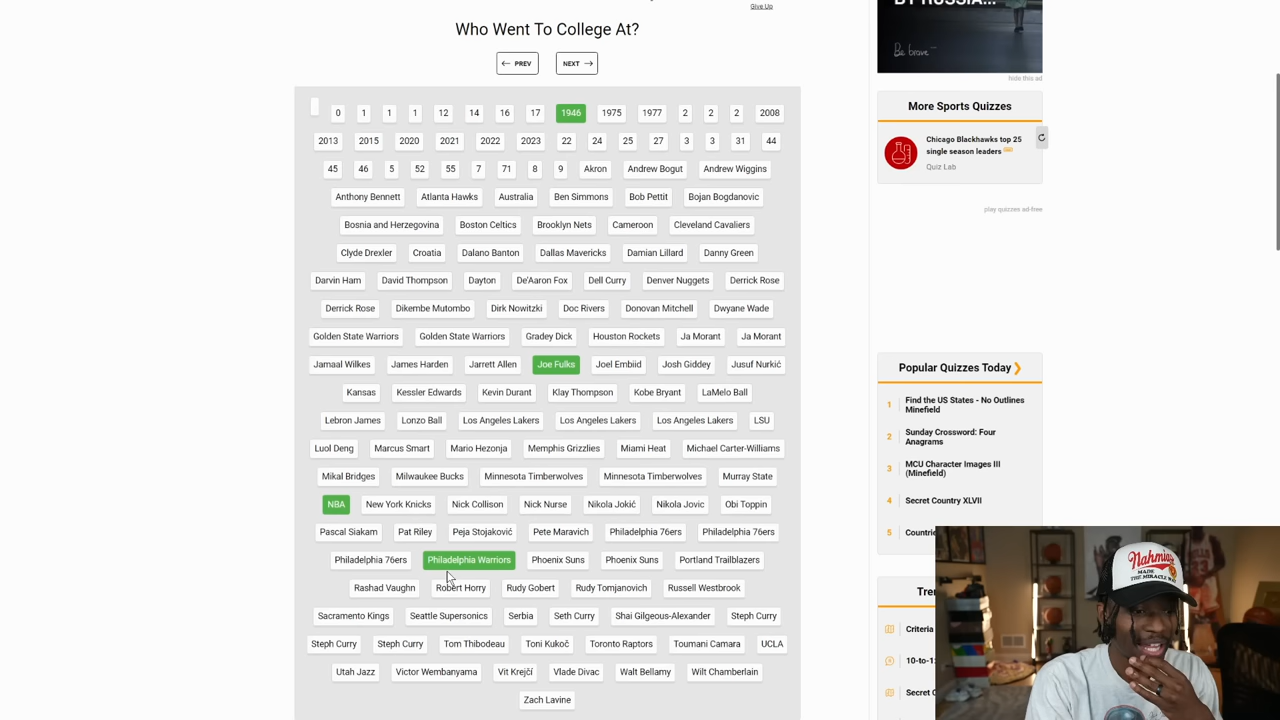 BY RUSSIA...
Give Up
Who Went To College At?
← PREV
NEXT →
Be brave
hide this ad
More Sports Quizzes
Chicago Blackhawks top 25
single season leaders
Quiz Lab
play quizzes ad-free
0 1 1 1 12 14 16 17 1946 1975 1977 2 2 2 2008
2013 2015 2020 2021 2022 2023 22 24 25 27 3 3 31 44
45 46 5 52 55 7 71 8 9 Akron Andrew Bogut Andrew Wiggins
Anthony Bennett Atlanta Hawks Australia Ben Simmons Bob Pettit Bojan Bogdanovic
Bosnia and Herzegovina Boston Celtics Brooklyn Nets Cameroon Cleveland Cavaliers
Clyde Drexler Croatia Dalano Banton Dallas Mavericks Damian Lillard Danny Green
Darvin Ham David Thompson Dayton De'Aaron Fox Dell Curry Denver Nuggets Derrick Rose
Derrick Rose Dikembe Mutombo Dirk Nowitzki Doc Rivers Donovan Mitchell Dwyane Wade
Golden State Warriors Golden State Warriors Gradey Dick Houston Rockets Ja Morant Ja Morant
Jamaal Wilkes James Harden Jarrett Allen Joe Fulks Joel Embiid Josh Giddey Jusuf Nurkić
Kansas Kessler Edwards Kevin Durant Klay Thompson Kobe Bryant LaMelo Ball
Lebron James Lonzo Ball Los Angeles Lakers Los Angeles Lakers Los Angeles Lakers LSU
Luol Deng Marcus Smart Mario Hezonja Memphis Grizzlies Miami Heat Michael Carter-Williams
Mikal Bridges Milwaukee Bucks Minnesota Timberwolves Minnesota Timberwolves Murray State
NBA New York Knicks Nick Collison Nick Nurse Nikola Jokić Nikola Jovic Obi Toppin
Pascal Siakam Pat Riley Peja Stojaković Pete Maravich Philadelphia 76ers Philadelphia 76ers
Philadelphia 76ers Philadelphia Warriors Phoenix Suns Phoenix Suns Portland Trailblazers
Rashad Vaughn Robert Horry Rudy Gobert Rudy Tomjanovich Russell Westbrook
Sacramento Kings Seattle Supersonics Serbia Seth Curry Shai Gilgeous-Alexander Steph Curry
Steph Curry Steph Curry Tom Thibodeau Toni Kukoč Toronto Raptors Toumani Camara UCLA
Utah Jazz Victor Wembanyama Vit Krejčí Vlade Divac Walt Bellamy Wilt Chamberlain
Zach Lavine
Popular Quizzes Today ❯
1 Find the US States - No Outlines
Minefield
2 Sunday Crossword: Four
Anagrams
3 MCU Character Images III
(Minefield)
4 Secret Country XLVII
5
Criteria
Secret
Nahmias
MADE
THE MIRACLE